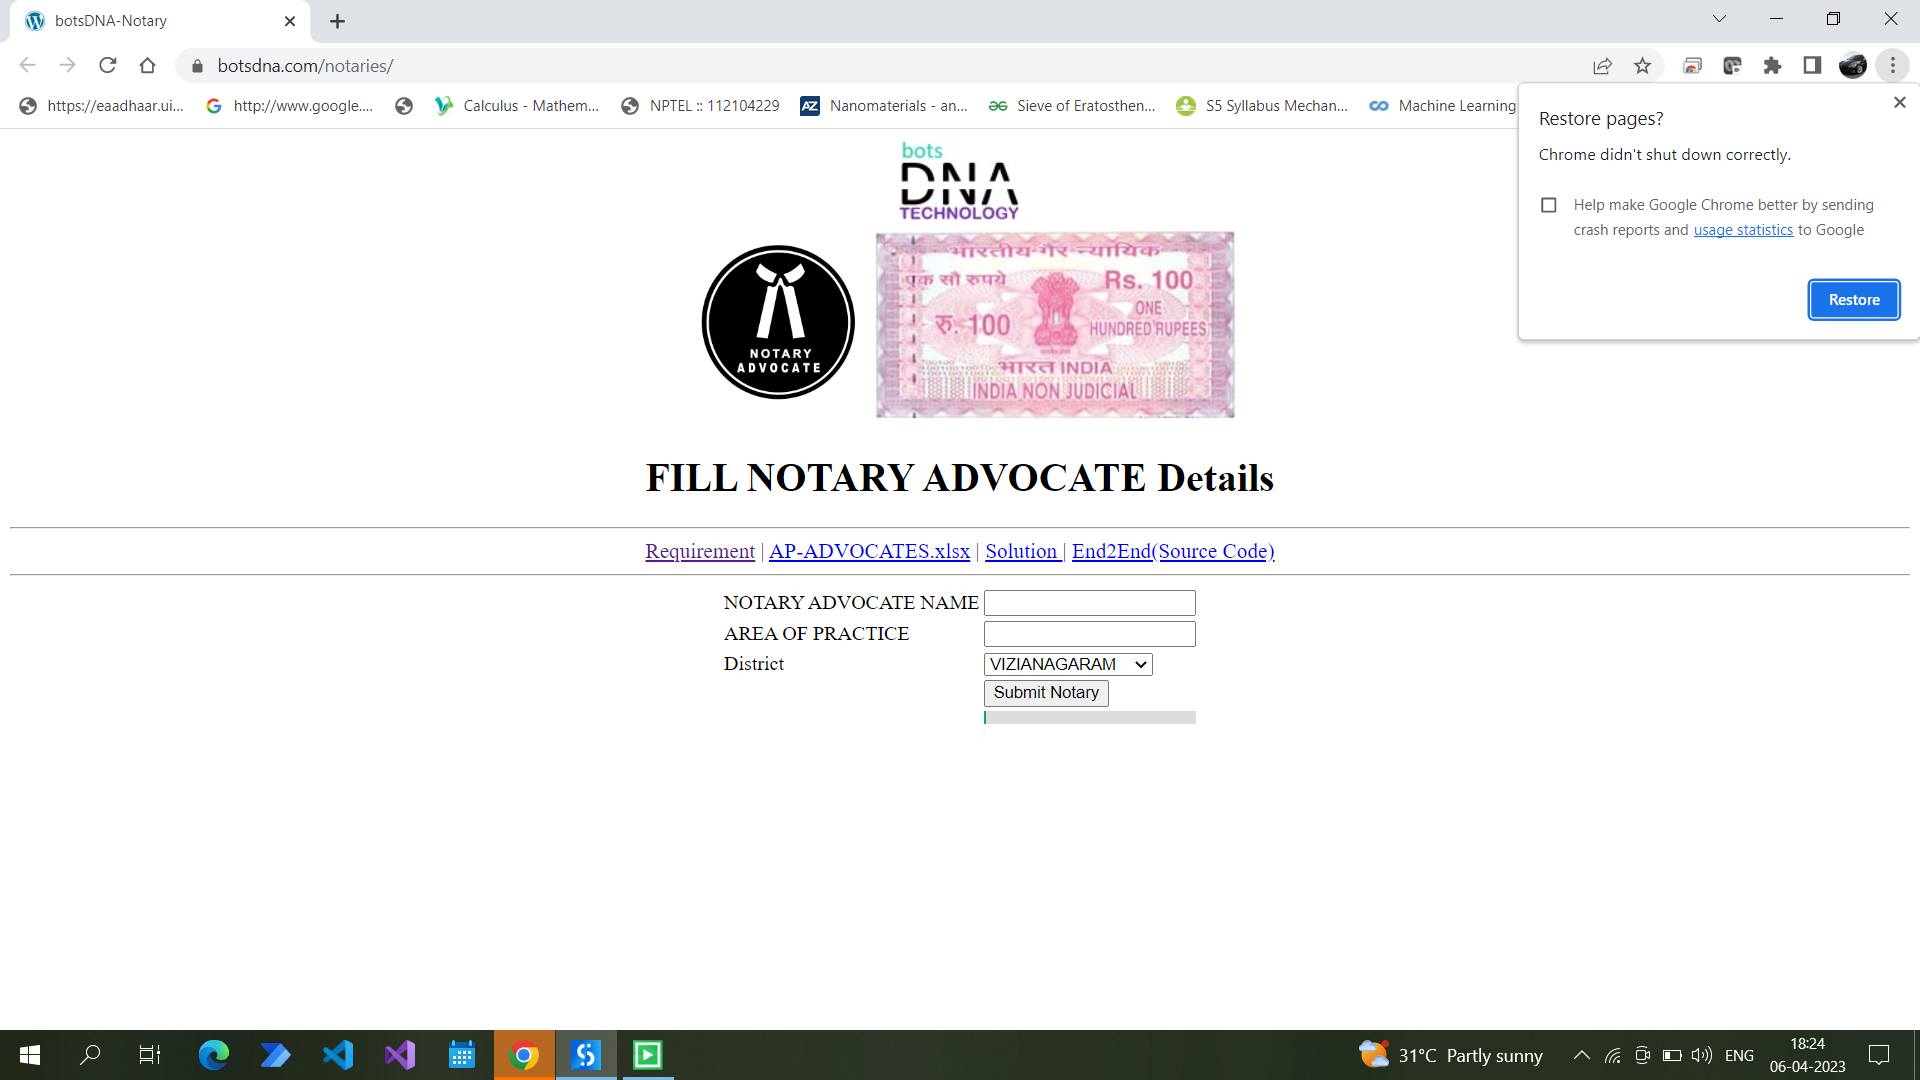 botsDNA-Notary
botsdna.com/notaries/
https://eaadhaar.ui...
http://www.google....
Calculus - Mathem...
NPTEL :: 112104229
Nanomaterials - an...
Sieve of Eratosthen...
S5 Syllabus Mechan...
Machine Learning
Restore pages?
Chrome didn't shut down correctly.
Help make Google Chrome better by sending
crash reports and usage statistics to Google
Restore
bots
DNA
TECHNOLOGY
NOTARY
ADVOCATE
भारतीय गैर न्यायिक
एक सौ रुपये
Rs. 100
रु. 100
ONE
HUNDRED RUPEES
भारत INDIA
INDIA NON JUDICIAL
FILL NOTARY ADVOCATE Details
Requirement | AP-ADVOCATES.xlsx | Solution | End2End(Source Code)
NOTARY ADVOCATE NAME
AREA OF PRACTICE
District VIZIANAGARAM
Submit Notary
31°C Partly sunny
ENG
18:24
06-04-2023